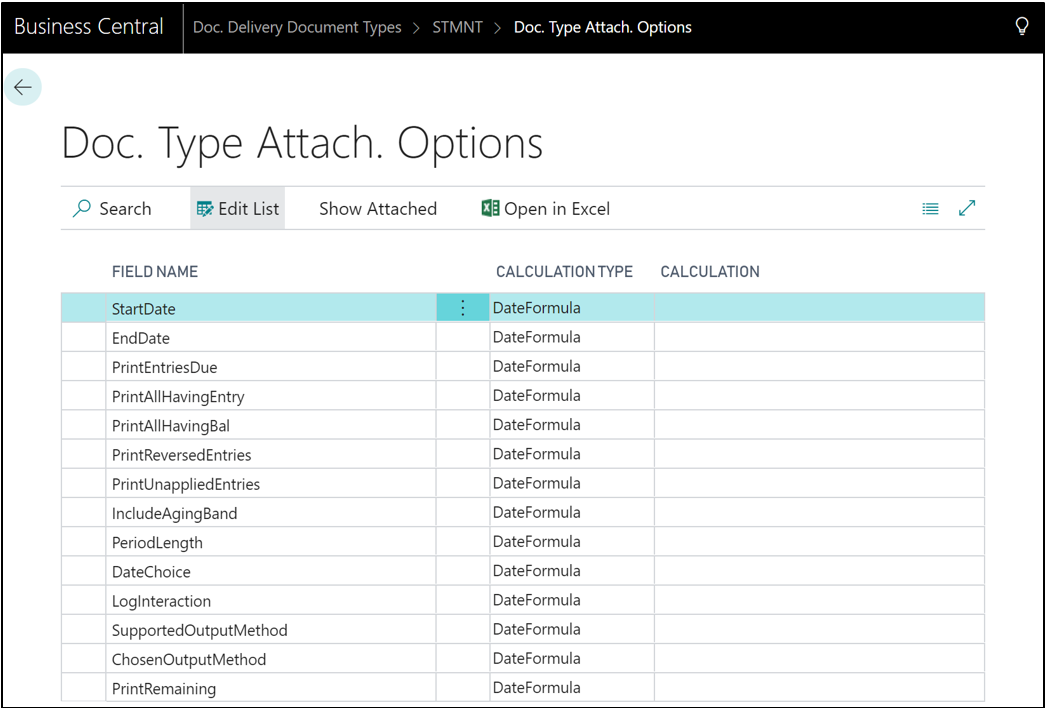 Business Central Doc. Delivery Document Types > STMNT > Doc. Type Attach. Options
Doc. Type Attach. Options
Search Edit List Show Attached Open in Excel
FIELD NAME CALCULATION TYPE CALCULATION
StartDate DateFormula
EndDate DateFormula
PrintEntriesDue DateFormula
PrintAllHavingEntry DateFormula
PrintAllHavingBal DateFormula
PrintReversedEntries DateFormula
PrintUnappliedEntries DateFormula
IncludeAgingBand DateFormula
PeriodLength DateFormula
DateChoice DateFormula
LogInteraction DateFormula
SupportedOutputMethod DateFormula
ChosenOutputMethod DateFormula
PrintRemaining DateFormula